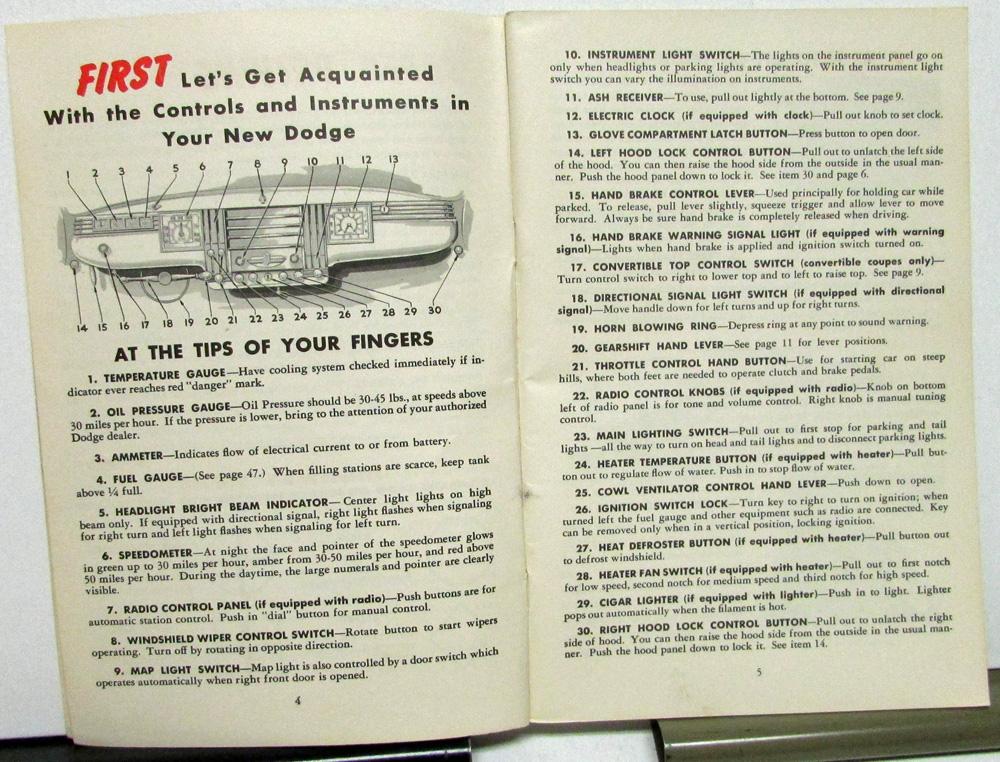 FIRST Let's Get Acquainted
With the Controls and Instruments in
Your New Dodge
1 2 3 4 5 6 7 8 9 10 11 12 13
14 15 16 17 18 19 20 21 22 23 24 25 26 27 28 29 30
AT THE TIPS OF YOUR FINGERS
1. TEMPERATURE GAUGE—Have cooling system checked immediately if in-
dicator ever reaches red "danger" mark.
2. OIL PRESSURE GAUGE—Oil Pressure should be 30-45 lbs., at speeds above
30 miles per hour. If the pressure is lower, bring to the attention of your authorized
Dodge dealer.
3. AMMETER—Indicates flow of electrical current to or from battery.
4. FUEL GAUGE—(See page 47.) When filling stations are scarce, keep tank
above ¼ full.
5. HEADLIGHT BRIGHT BEAM INDICATOR—Center light lights on high
beam only. If equipped with directional signal, right light flashes when signaling
for right turn and left light flashes when signaling for left turn.
6. SPEEDOMETER—At night the face and pointer of the speedometer glows
in green up to 30 miles per hour, amber from 30-50 miles per hour, and red above
50 miles per hour. During the daytime, the large numerals and pointer are clearly
visible.
7. RADIO CONTROL PANEL (if equipped with radio)—Push buttons are for
automatic station control. Push in "dial" button for manual control.
8. WINDSHIELD WIPER CONTROL SWITCH—Rotate button to start wipers
operating. Turn off by rotating in opposite direction.
9. MAP LIGHT SWITCH—Map light is also controlled by a door switch which
operates automatically when right front door is opened.
4
10. INSTRUMENT LIGHT SWITCH—The lights on the instrument panel go on
only when headlights or parking lights are operating. With the instrument light
switch you can vary the illumination on instruments.
11. ASH RECEIVER—To use, pull out lightly at the bottom. See page 9.
12. ELECTRIC CLOCK (if equipped with clock)—Pull out knob to set clock.
13. GLOVE COMPARTMENT LATCH BUTTON—Press button to open door.
14. LEFT HOOD LOCK CONTROL BUTTON—Pull out to unlatch the left side
of the hood. You can then raise the hood side from the outside in the usual man-
ner. Push the hood panel down to lock it. See item 30 and page 6.
15. HAND BRAKE CONTROL LEVER—Used principally for holding car while
parked. To release, pull lever slightly, squeeze trigger and allow lever to move
forward. Always be sure hand brake is completely released when driving.
16. HAND BRAKE WARNING SIGNAL LIGHT (if equipped with warning
signal)—Lights when hand brake is applied and ignition switch turned on.
17. CONVERTIBLE TOP CONTROL SWITCH (convertible coupes only)—
Turn control switch to right to lower top and to left to raise top. See page 9.
18. DIRECTIONAL SIGNAL LIGHT SWITCH (if equipped with directional
signal)—Move handle down for left turns and up for right turns.
19. HORN BLOWING RING—Depress ring at any point to sound warning.
20. GEARSHIFT HAND LEVER—See page 11 for lever positions.
21. THROTTLE CONTROL HAND BUTTON—Use for starting car on steep
hills, where both feet are needed to operate clutch and brake pedals.
22. RADIO CONTROL KNOBS (if equipped with radio)—Knob on bottom
left of radio panel is for tone and volume control. Right knob is manual tuning
control.
23. MAIN LIGHTING SWITCH—Pull out to first stop for parking and tail
lights—all the way to turn on head and tail lights and to disconnect parking lights.
24. HEATER TEMPERATURE BUTTON (if equipped with heater)—Pull but-
ton out to regulate flow of water. Push in to stop flow of water.
25. COWL VENTILATOR CONTROL HAND LEVER—Push down to open.
26. IGNITION SWITCH LOCK—Turn key to right to turn on ignition; when
turned left the fuel gauge and other equipment such as radio are connected. Key
can be removed only when in a vertical position, locking ignition.
27. HEAT DEFROSTER BUTTON (if equipped with heater)—Pull button out
to defrost windshield.
28. HEATER FAN SWITCH (if equipped with heater)—Pull out to first notch
for low speed, second notch for medium speed and third notch for high speed.
29. CIGAR LIGHTER (if equipped with lighter)—Push in to light. Lighter
pops out automatically when the filament is hot.
30. RIGHT HOOD LOCK CONTROL BUTTON—Pull out to unlatch the right
side of hood. You can then raise the hood side from the outside in the usual man-
ner. Push the hood panel down to lock it. See item 14.
5